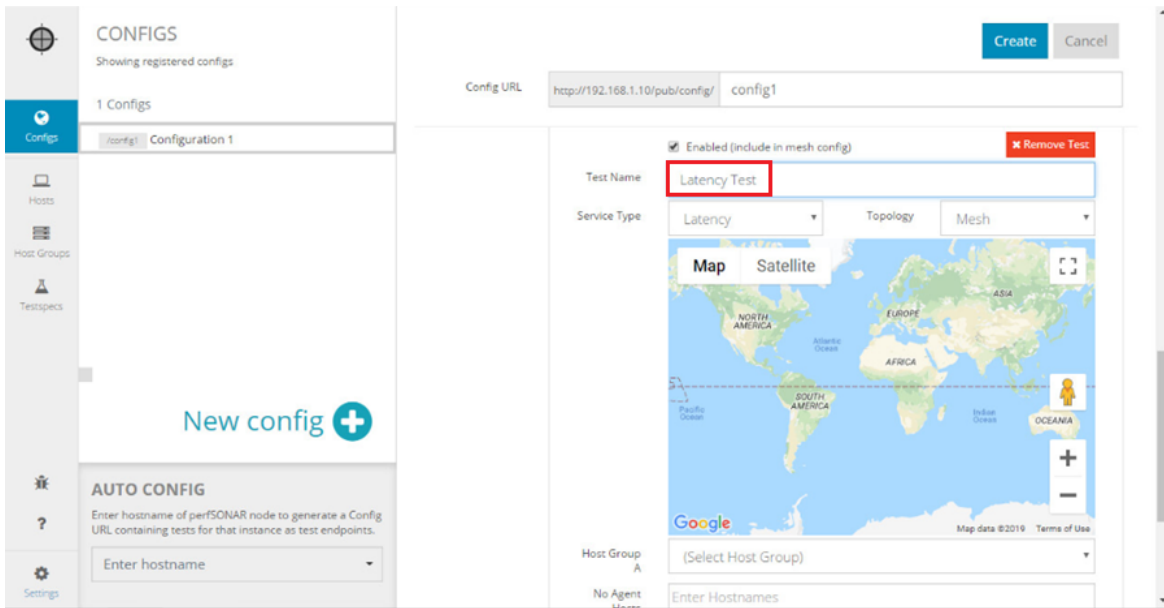 CONFIGS
Showing registered configs
1 Configs
/config1 Configuration 1
New config
AUTO CONFIG
Enter hostname of perfSONAR node to generate a Config
URL containing tests for that instance as test endpoints.
Enter hostname
Configs
Hosts
Host Groups
Testspecs
?
Settings
Create Cancel
Config URL http://192.168.1.10/pub/config/ config1
Enabled (include in mesh config) Remove Test
Test Name Latency Test
Service Type Latency Topology Mesh
Map Satellite
ASIA
NORTH
AMERICA
EUROPE
Atlantic
Ocean
AFRICA
SOUTH
AMERICA
Pacific
Ocean
Indian
Ocean
OCEANIA
Google
Map data ©2019 Terms of Use
Host Group
A
(Select Host Group)
No Agent
Hosts
Enter Hostnames